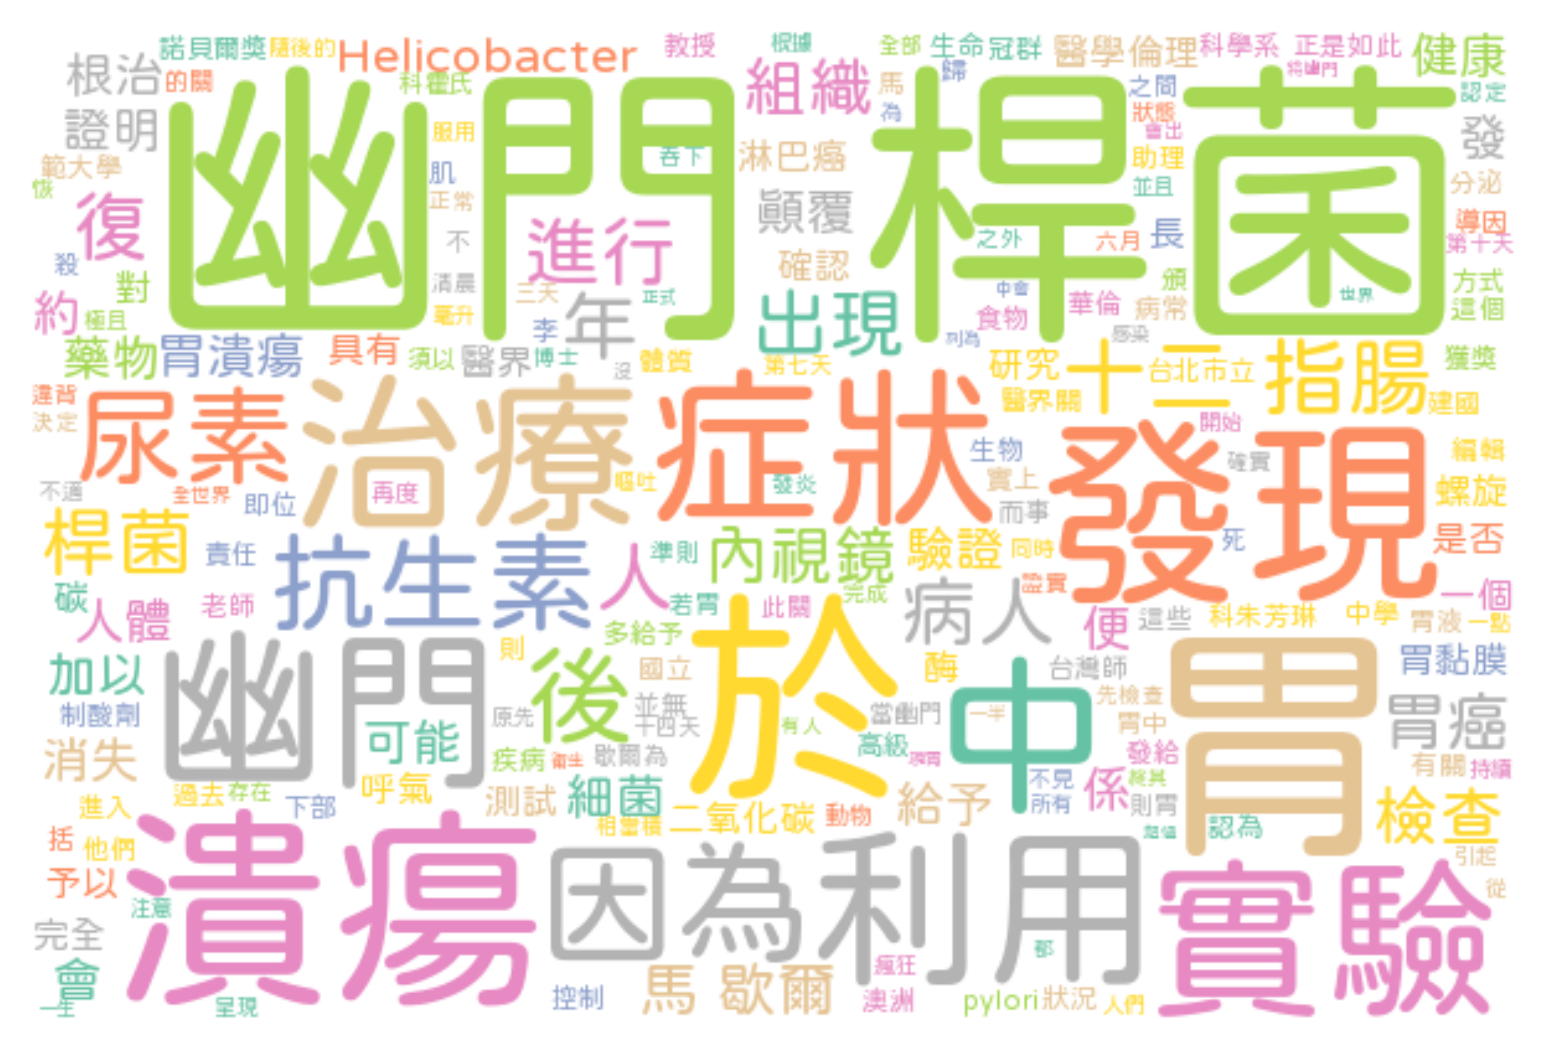 諾貝爾獎 隨後的 Helicobacter 教授 根據 全部 生命 冠群 醫學倫理 科學系 正是如此 健康
根治 的關 科霍氏 組織 馬 歸 之間 將幽門 認定
幽門 桿菌
證明 服用 為 狀態 會出 發
範大學 肌 吞下 淋巴癌 助理 分泌
恢 復 正常 顛覆 並且 導因
不 進行 之外 六月 長 第十天
殺 對 清晨 確認 頒 方式
約 極且 毫升 三天 年 正式 出現 中會 食物 華倫 病常 世界 這個
李 感染 列為
藥物 胃潰瘍 具有 須以 醫界 博士 沒 體質 第七天 研究 十二 台北市立 指腸 獲獎
違背 醫界關 建國
決定 尿素 治療 症狀 開始 發現
生物 確實 編輯
不適 全世界 即位 再度 嘔吐 發炎 實上 螺旋
而事
桿菌 責任 抗生素 人 準則 內視鏡 驗證 同時 死 是否
碳 人體 老師 若胃 此關 完成 證實 病人 便 這些 科朱芳琳 中學 胃液 一點 一個
多給予 於
加以 幽門 則 後 國立 酶 台灣師 胃 胃黏膜
制酸劑 可能 原先 並無 十四天 有人 當幽門 中 一半 先檢查 胃中 胃癌
消失 疾病 衛生 歇爾為 高級 發給 有關 持續
呼氣 不見
進入 過去 存在 下部 測試 細菌 二氧化碳 動物 給予 所有 係 則胃 檢查
括 他們 潰瘍 認為 引起
予以 因為 利用 實驗 從
注意
完全 都
會 馬 歇爾 瘋狂
一生 呈現 控制 澳洲 pylori 狀況 人們